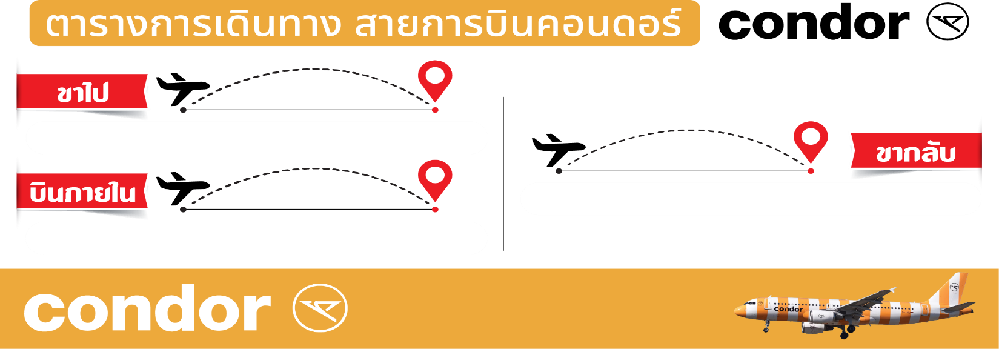 ตารางการเดินทาง สายการบินคอนดอร์
condor
ขาไป
บินภายใน
ขากลับ
condor
condor